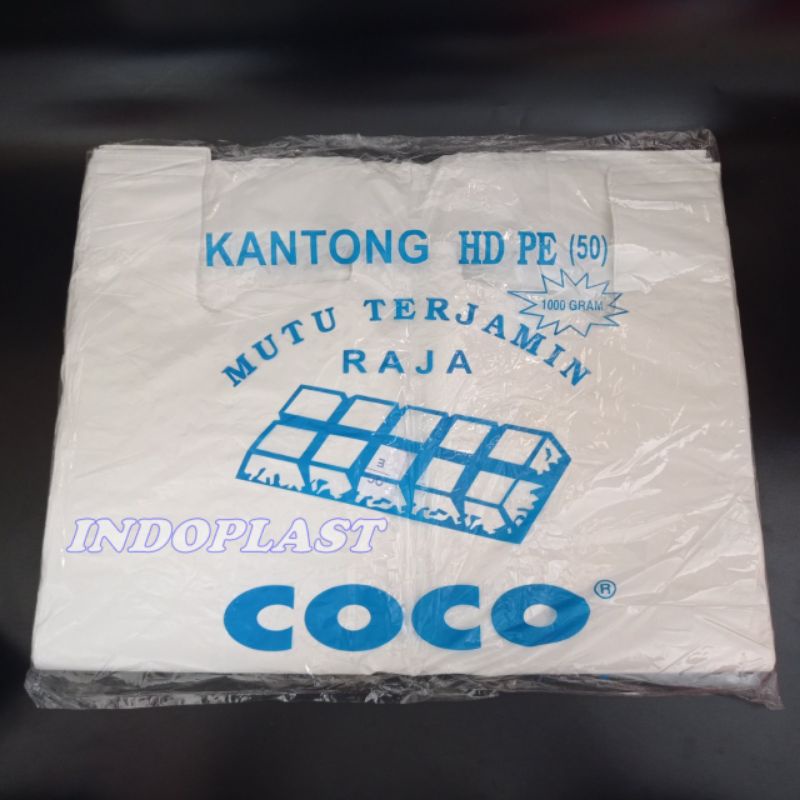 KANTONG HD PE (50)
1000 GRAM
MUTU TERJAMIN
RAJA
INDOPLAST
COCO ®